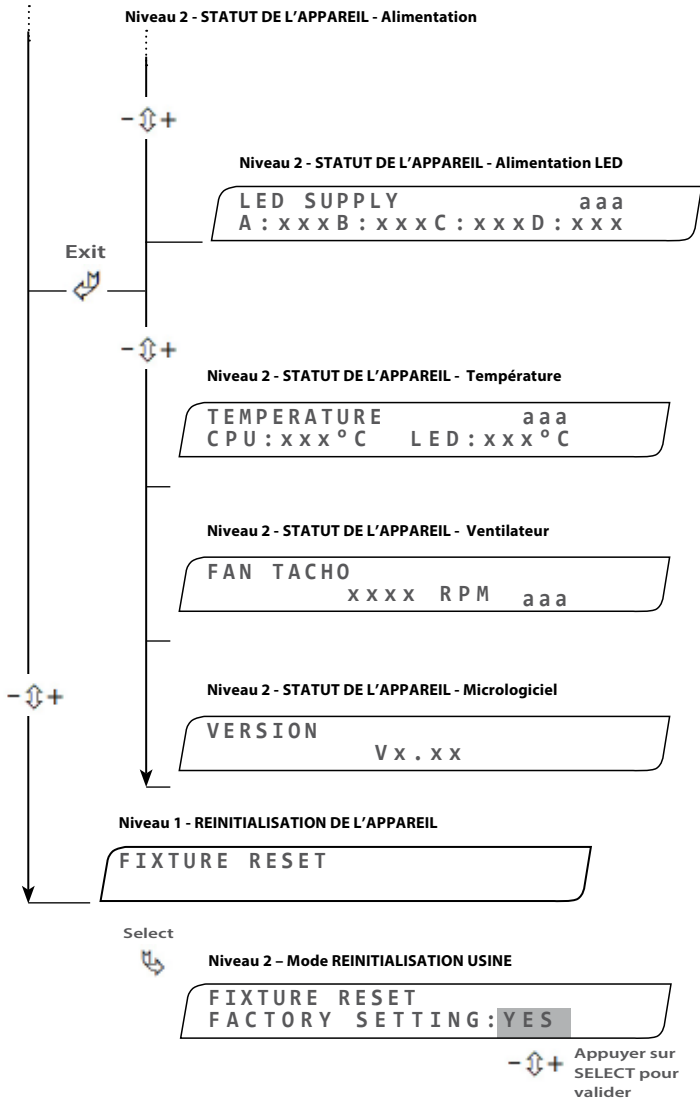 Niveau 2 - STATUT DE L'APPAREIL - Alimentation
- +
Niveau 2 - STATUT DE L'APPAREIL - Alimentation LED
LED SUPPLY aaa
A:xxxB:xxxC:xxxD:xxx
Exit
- +
Niveau 2 - STATUT DE L'APPAREIL - Température
TEMPERATURE aaa
CPU:xxx°C LED:xxx°C
Niveau 2 - STATUT DE L'APPAREIL - Ventilateur
FAN TACHO
xxxx RPM aaa
- +
Niveau 2 - STATUT DE L'APPAREIL - Micrologiciel
VERSION
Vx.xx
Niveau 1 - REINITIALISATION DE L'APPAREIL
FIXTURE RESET
Select
Niveau 2 – Mode REINITIALISATION USINE
FIXTURE RESET
FACTORY SETTING:YES
- + Appuyer sur
SELECT pour
valider